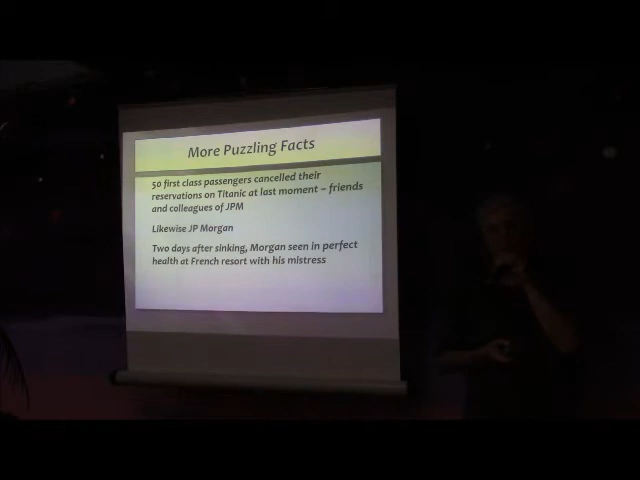 More Puzzling Facts
50 first class passengers cancelled their
reservations on Titanic at last moment – friends
and colleagues of JPM
Likewise JP Morgan
Two days after sinking, Morgan seen in perfect
health at French resort with his mistress